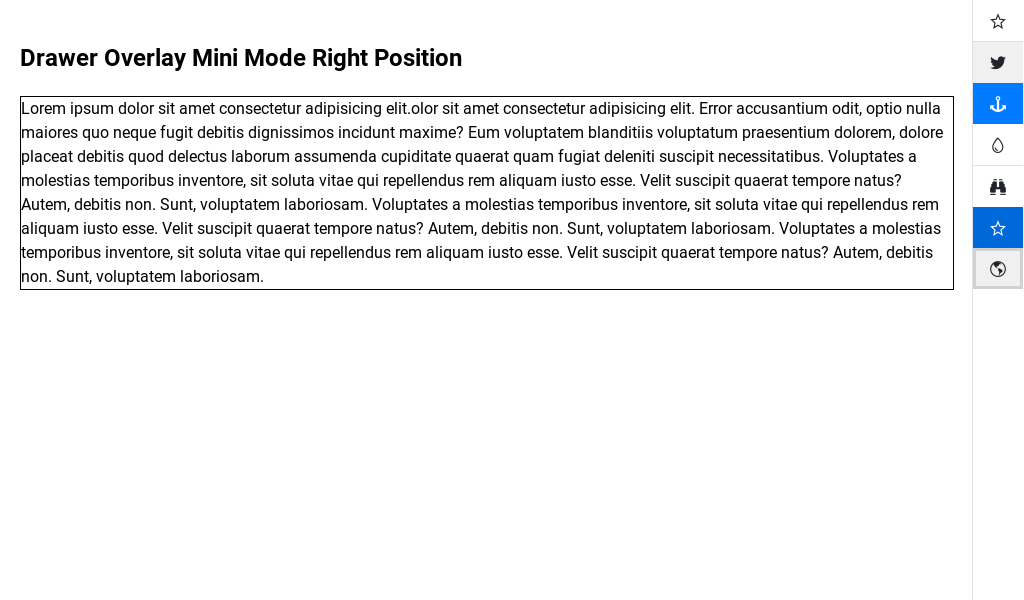 Drawer Overlay Mini Mode Right Position
Lorem ipsum dolor sit amet consectetur adipisicing elit.olor sit amet consectetur adipisicing elit. Error accusantium odit, optio nulla
maiores quo neque fugit debitis dignissimos incidunt maxime? Eum voluptatem blanditiis voluptatum praesentium dolorem, dolore
placeat debitis quod delectus laborum assumenda cupiditate quaerat quam fugiat deleniti suscipit necessitatibus. Voluptates a
molestias temporibus inventore, sit soluta vitae qui repellendus rem aliquam iusto esse. Velit suscipit quaerat tempore natus?
Autem, debitis non. Sunt, voluptatem laboriosam. Voluptates a molestias temporibus inventore, sit soluta vitae qui repellendus rem
aliquam iusto esse. Velit suscipit quaerat tempore natus? Autem, debitis non. Sunt, voluptatem laboriosam. Voluptates a molestias
temporibus inventore, sit soluta vitae qui repellendus rem aliquam iusto esse. Velit suscipit quaerat tempore natus? Autem, debitis
non. Sunt, voluptatem laboriosam.